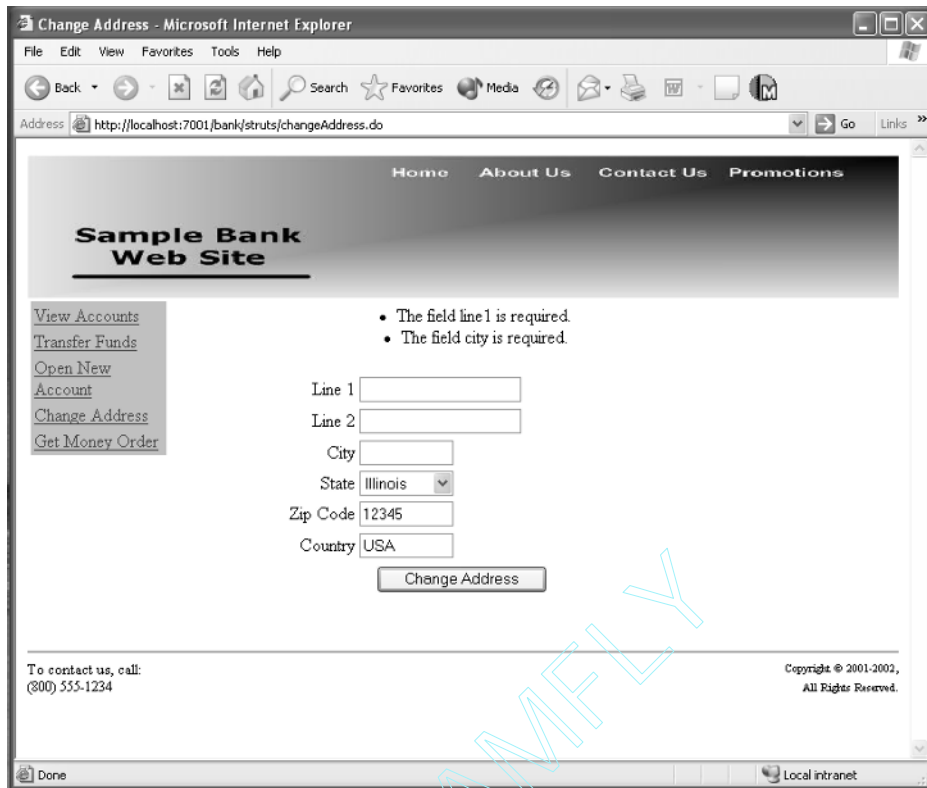 Change Address - Microsoft Internet Explorer
File Edit View Favorites Tools Help
Back Search Favorites Media
Address http://localhost:7001/bank/struts/changeAddress.do Go Links »
Home About Us Contact Us Promotions
Sample Bank
Web Site
View Accounts
Transfer Funds
Open New
Account
Change Address
Get Money Order
• The field line1 is required.
• The field city is required.
Line 1
Line 2
City
State Illinois
Zip Code 12345
Country USA
Change Address
To contact us, call:
(800) 555-1234
Copyright © 2001-2002,
All Rights Reserved.
AMFLY
Done Local intranet